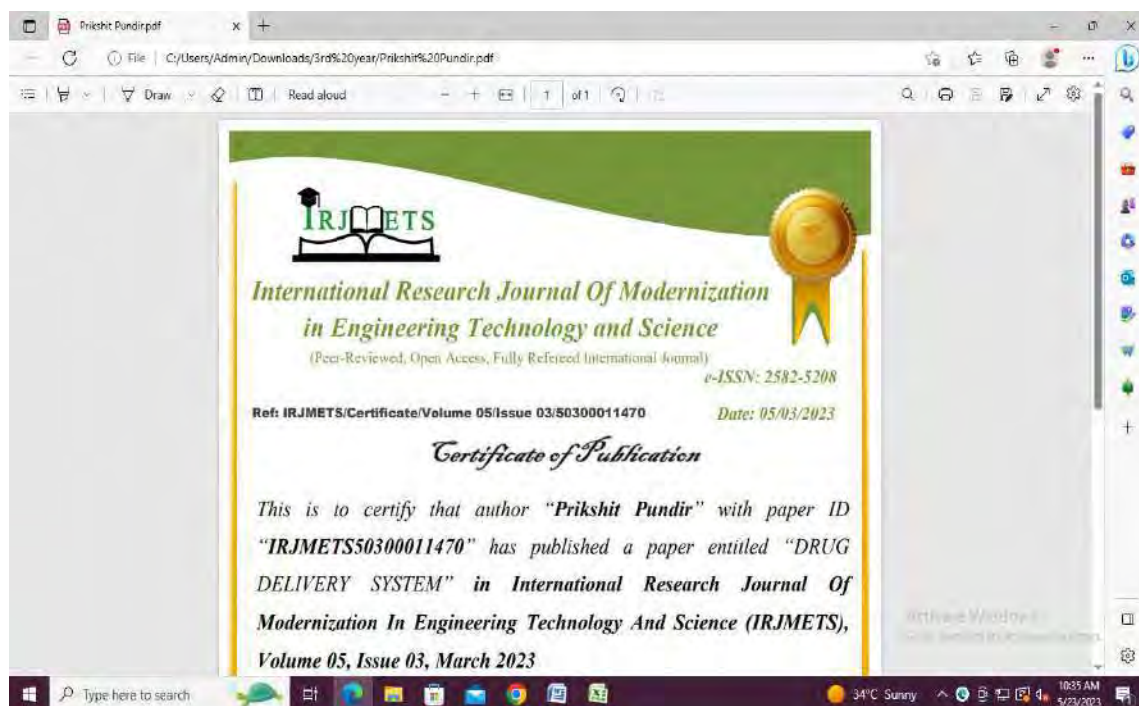 Prikshit Pundir.pdf
File C:/Users/Admin/Downloads/3rd%20year/Prikshit%20Pundir.pdf
Draw Read aloud 1 of 1
IRJMETS
International Research Journal Of Modernization
in Engineering Technology and Science
(Peer-Reviewed, Open Access, Fully Refereed International Journal)
e-ISSN: 2582-5208
Ref: IRJMETS/Certificate/Volume 05/Issue 03/50300011470 Date: 05/03/2023
Certificate of Publication
This is to certify that author “Prikshit Pundir” with paper ID
“IRJMETS50300011470” has published a paper entitled “DRUG
DELIVERY SYSTEM” in International Research Journal Of
Modernization In Engineering Technology And Science (IRJMETS),
Volume 05, Issue 03, March 2023
Activate Windows
Type here to search 34°C Sunny 10:35 AM
5/23/2023